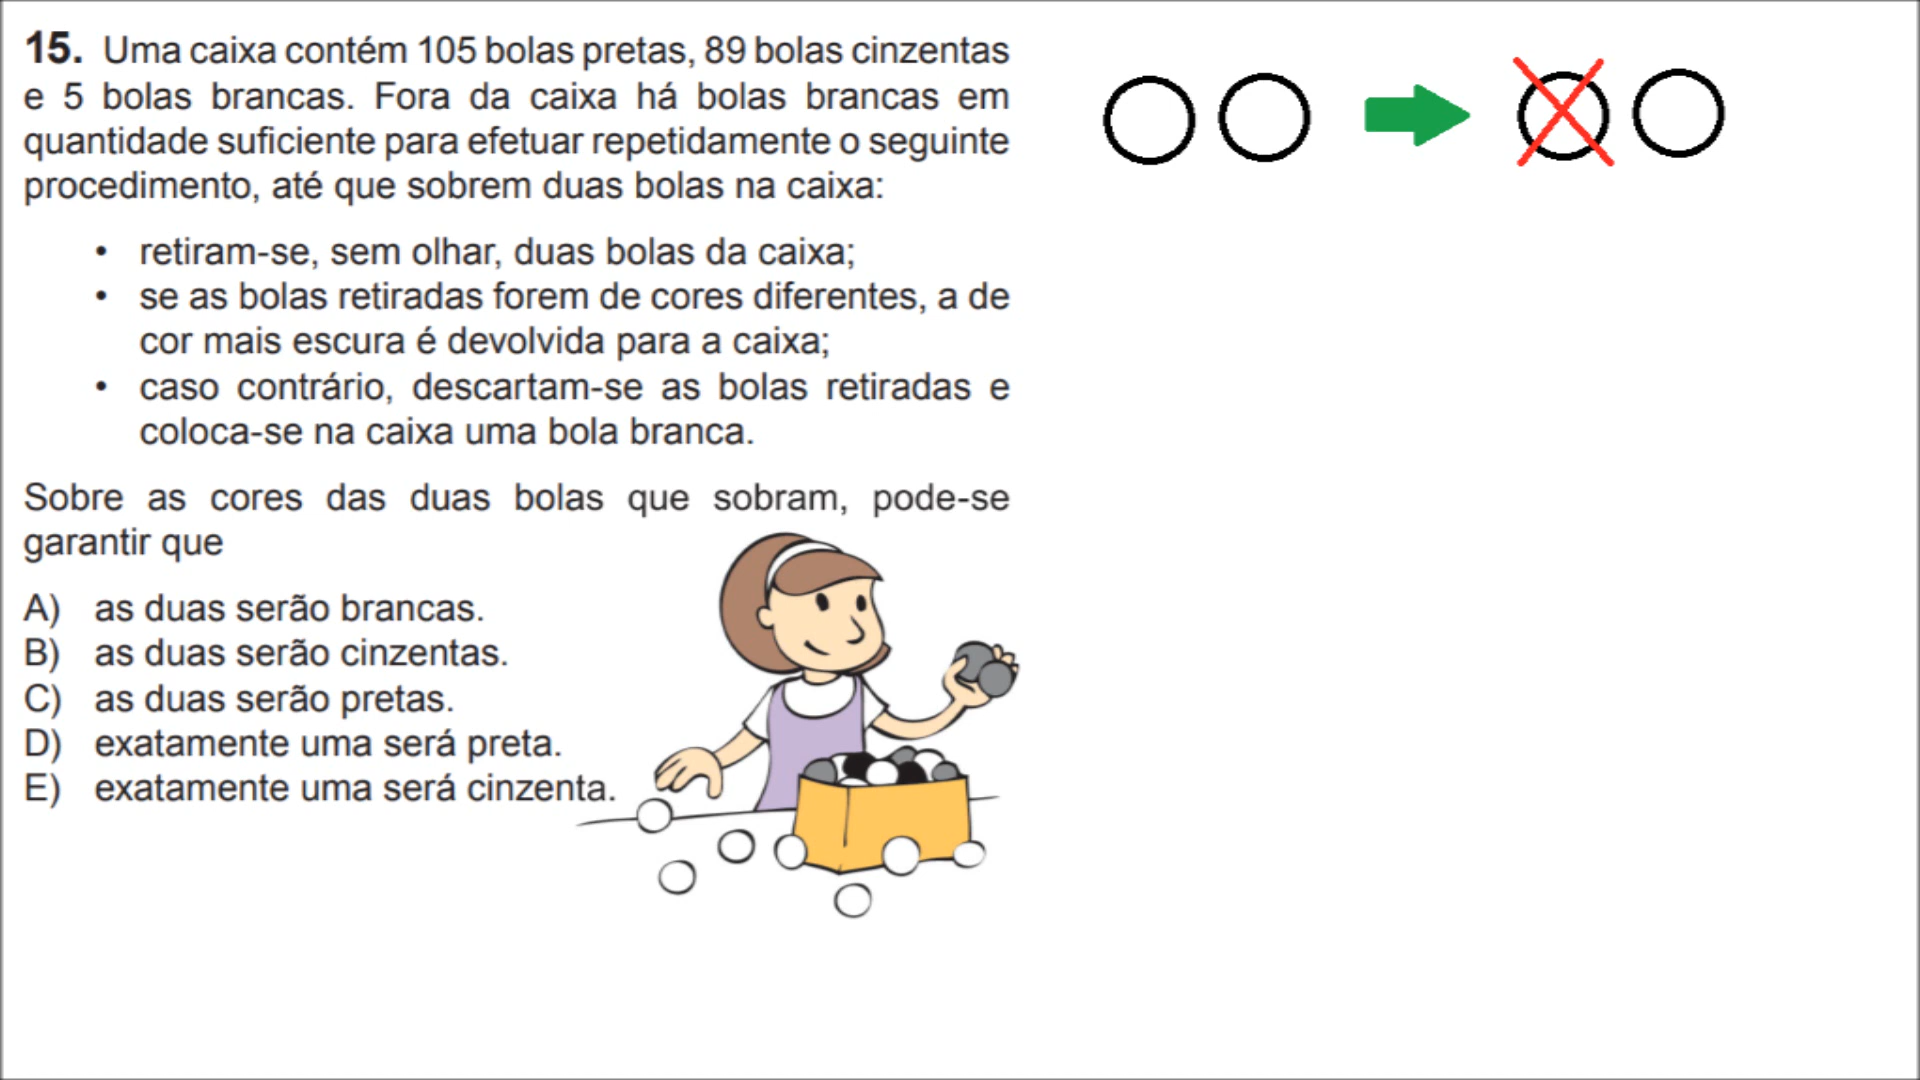 15. Uma caixa contém 105 bolas pretas, 89 bolas cinzentas
e 5 bolas brancas. Fora da caixa há bolas brancas em
quantidade suficiente para efetuar repetidamente o seguinte
procedimento, até que sobrem duas bolas na caixa:
• retiram-se, sem olhar, duas bolas da caixa;
• se as bolas retiradas forem de cores diferentes, a de
cor mais escura é devolvida para a caixa;
• caso contrário, descartam-se as bolas retiradas e
coloca-se na caixa uma bola branca.
Sobre as cores das duas bolas que sobram, pode-se
garantir que
A) as duas serão brancas.
B) as duas serão cinzentas.
C) as duas serão pretas.
D) exatamente uma será preta.
E) exatamente uma será cinzenta.